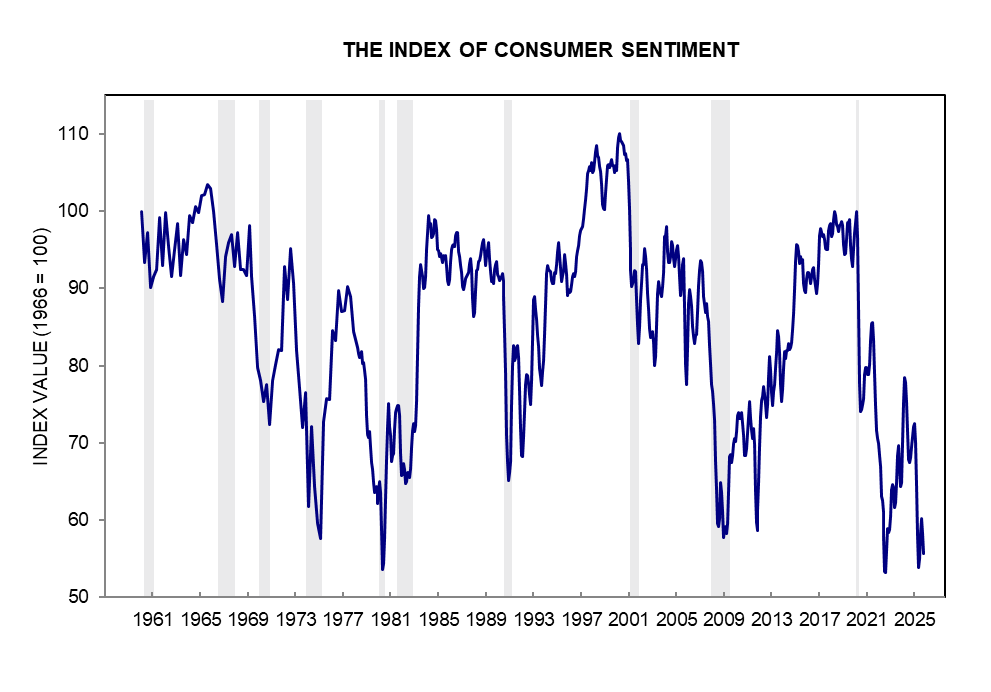 THE INDEX OF CONSUMER SENTIMENT
INDEX VALUE (1966 = 100)
110
100
90
80
70
60
50
1961 1965 1969 1973 1977 1981 1985 1989 1993 1997 2001 2005 2009 2013 2017 2021 2025